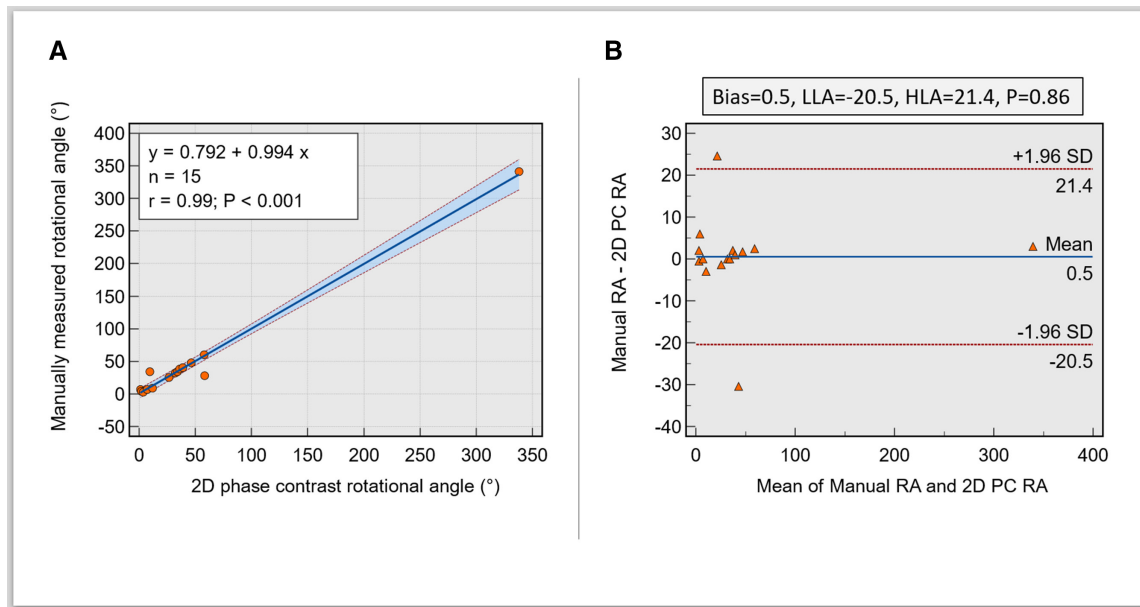 A
Manually measured rotational angle (°)
400
350
300
250
200
150
100
50
0
-50
y = 0.792 + 0.994 x
n = 15
r = 0.99; P < 0.001
0 50 100 150 200 250 300 350
2D phase contrast rotational angle (°)
B
Bias=0.5, LLA=-20.5, HLA=21.4, P=0.86
Manual RA - 2D PC RA
30
20
10
0
-10
-20
-30
-40
+1.96 SD
21.4
Mean
0.5
-1.96 SD
-20.5
0 100 200 300 400
Mean of Manual RA and 2D PC RA